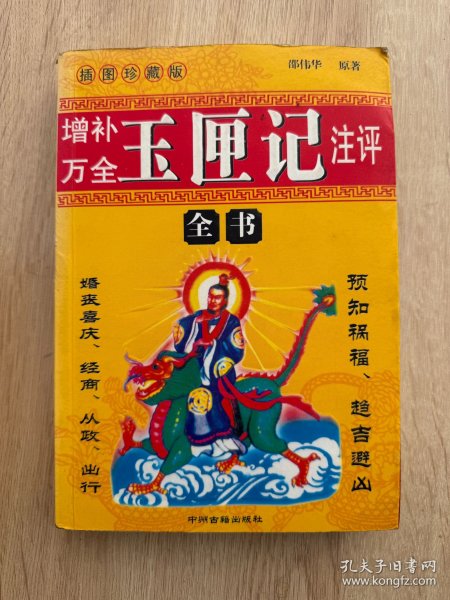 插图珍藏版
邵伟华 原著
增补
万全
玉匣记
注评
全书
预知祸福、趋吉避凶
婚丧喜庆、经商、从政、出行
中州古籍出版社
孔夫子旧书网
www.kongfz.com